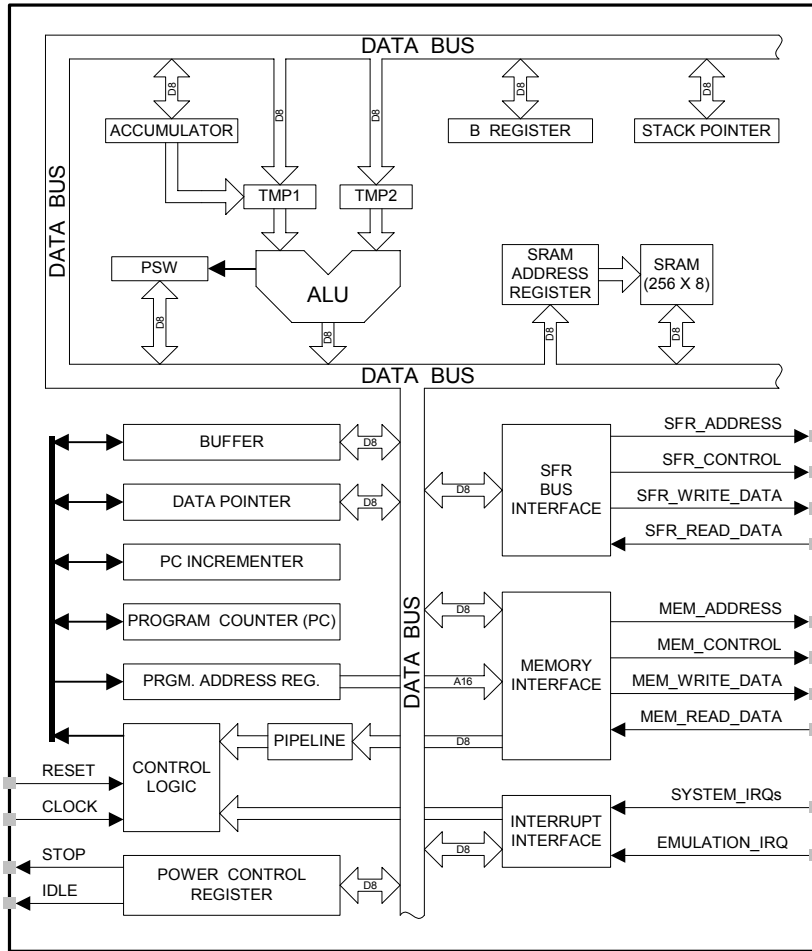 DATA BUS
D8
D8
D8
D8
D8
ACCUMULATOR
B REGISTER
STACK POINTER
DATA BUS
TMP1
TMP2
PSW
ALU
SRAM
ADDRESS
REGISTER
SRAM
(256 X 8)
D8
D8
D8
D8
DATA BUS
BUFFER
D8
DATA POINTER
D8
PC INCREMENTER
PROGRAM COUNTER (PC)
PRGM. ADDRESS REG.
DATA BUS
D8
SFR
BUS
INTERFACE
SFR_ADDRESS
SFR_CONTROL
SFR_WRITE_DATA
SFR_READ_DATA
D8
A16
D8
MEMORY
INTERFACE
MEM_ADDRESS
MEM_CONTROL
MEM_WRITE_DATA
MEM_READ_DATA
PIPELINE
CONTROL
LOGIC
RESET
CLOCK
INTERRUPT
INTERFACE
D8
SYSTEM_IRQs
EMULATION_IRQ
STOP
IDLE
POWER CONTROL
REGISTER
D8